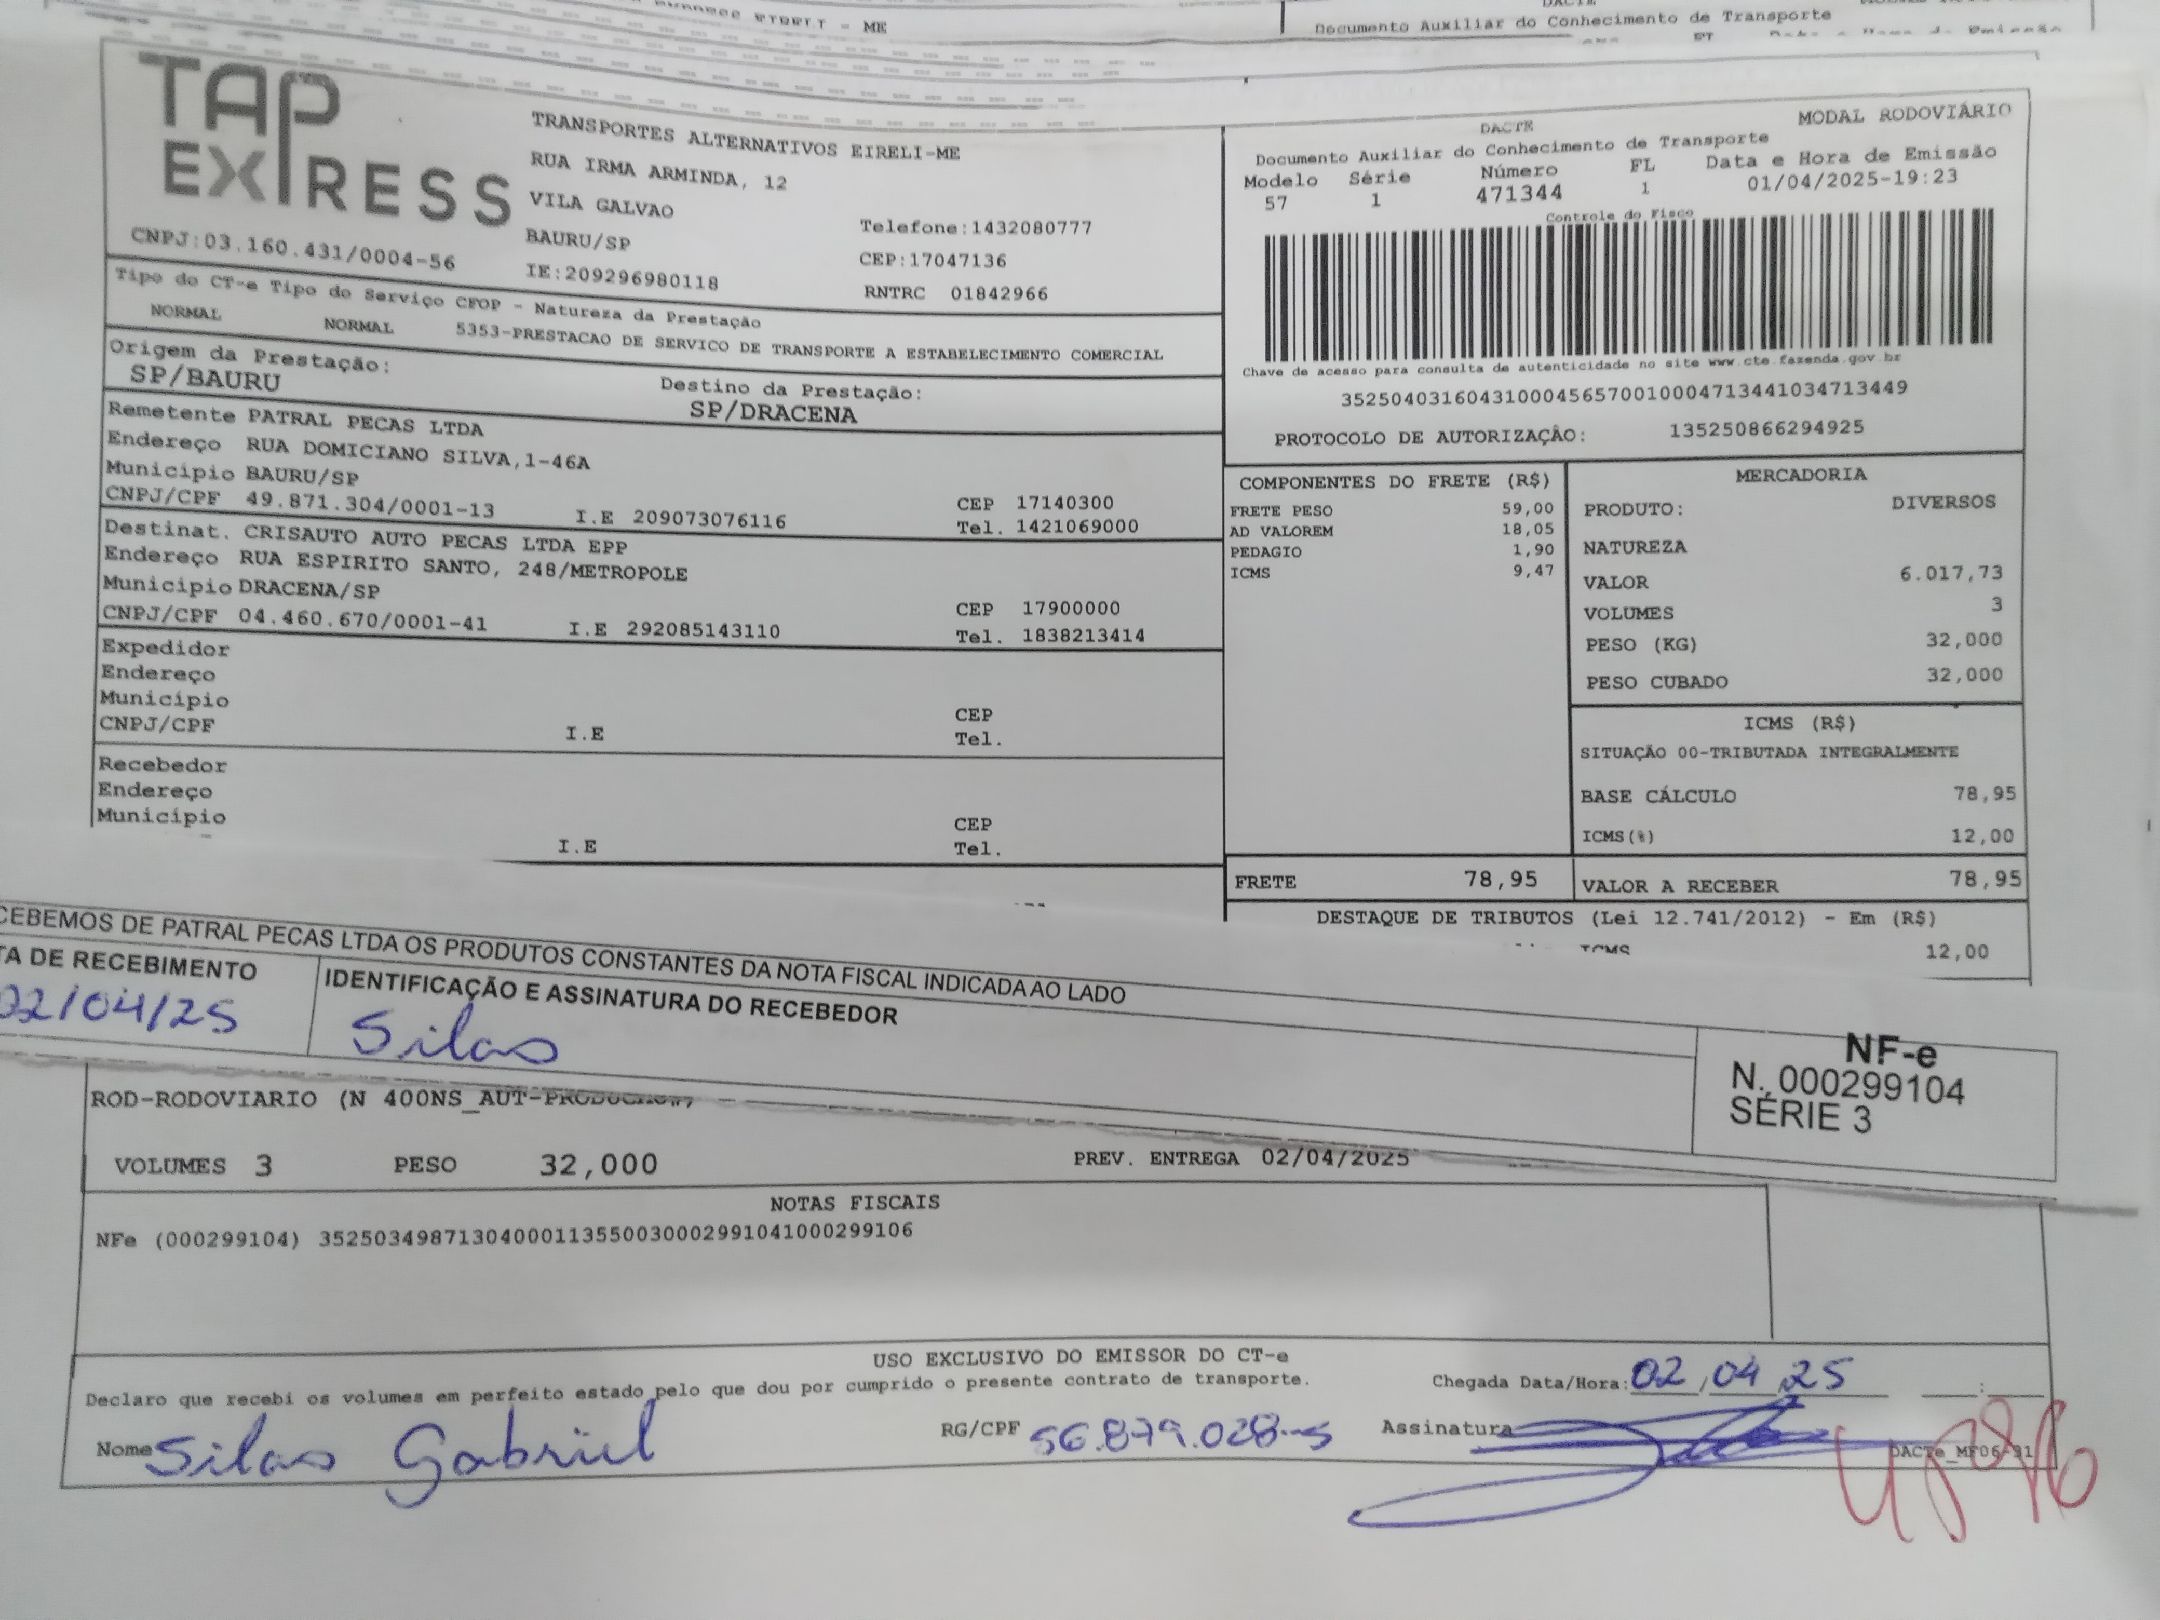 EIRELI - ME
Documento Auxiliar do Conhecimento de Transporte
TAP
EXPRESS
CNPJ:03.160.431/0004-56
TRANSPORTES ALTERNATIVOS EIRELI-ME
RUA IRMA ARMINDA, 12
VILA GALVAO
BAURU/SP
IE:209296980118
Telefone:1432080777
CEP:17047136
RNTRC 01842966
Tipo do CT-e Tipo do Serviço CFOP - Natureza da Prestação
NORMAL NORMAL 5353-PRESTACAO DE SERVICO DE TRANSPORTE A ESTABELECIMENTO COMERCIAL
Origem da Prestação:
SP/BAURU
Destino da Prestação:
SP/DRACENA
Remetente PATRAL PECAS LTDA
Endereço RUA DOMICIANO SILVA,1-46A
Município BAURU/SP
CNPJ/CPF 49.871.304/0001-13 I.E 209073076116
CEP 17140300
Tel. 1421069000
Destinat. CRISAUTO AUTO PECAS LTDA EPP
Endereço RUA ESPIRITO SANTO, 248/METROPOLE
Município DRACENA/SP
CNPJ/CPF 04.460.670/0001-41 I.E 292085143110
CEP 17900000
Tel. 1838213414
Expedidor
Endereço
Município
CNPJ/CPF I.E
CEP
Tel.
Recebedor
Endereço
Município
I.E
CEP
Tel.
DACTE
MODAL RODOVIÁRIO
Documento Auxiliar do Conhecimento de Transporte
Modelo Série Número FL Data e Hora de Emissão
57 1 471344 1 01/04/2025-19:23
Controle do Fisco
Chave de acesso para consulta de autenticidade no site www.cte.fazenda.gov.br
35250403160431000456570010004713441034713449
PROTOCOLO DE AUTORIZAÇÃO: 135250866294925
COMPONENTES DO FRETE (R$)
FRETE PESO 59,00
AD VALOREM 18,05
PEDAGIO 1,90
ICMS 9,47
MERCADORIA
PRODUTO: DIVERSOS
NATUREZA
VALOR 6.017,73
VOLUMES 3
PESO (KG) 32,000
PESO CUBADO 32,000
ICMS (R$)
SITUAÇÃO 00-TRIBUTADA INTEGRALMENTE
BASE CÁLCULO 78,95
ICMS(%) 12,00
FRETE 78,95
VALOR A RECEBER 78,95
DESTAQUE DE TRIBUTOS (Lei 12.741/2012) - Em (R$)
ICMS 12,00
CEBEMOS DE PATRAL PECAS LTDA OS PRODUTOS CONSTANTES DA NOTA FISCAL INDICADA AO LADO
TA DE RECEBIMENTO
02/04/25
IDENTIFICAÇÃO E ASSINATURA DO RECEBEDOR
Silas
NF-e
N. 000299104
SÉRIE 3
ROD-RODOVIARIO (N 400NS_AUT-
VOLUMES 3 PESO 32,000 PREV. ENTREGA 02/04/2025
NOTAS FISCAIS
NFe (000299104) 35250349871304000113550030002991041000299106
USO EXCLUSIVO DO EMISSOR DO CT-e
Declaro que recebi os volumes em perfeito estado pelo que dou por cumprido o presente contrato de transporte.
Chegada Data/Hora: 02/04/25 :
Nome Silas Gabriel
RG/CPF 56.879.028-5
Assinatura